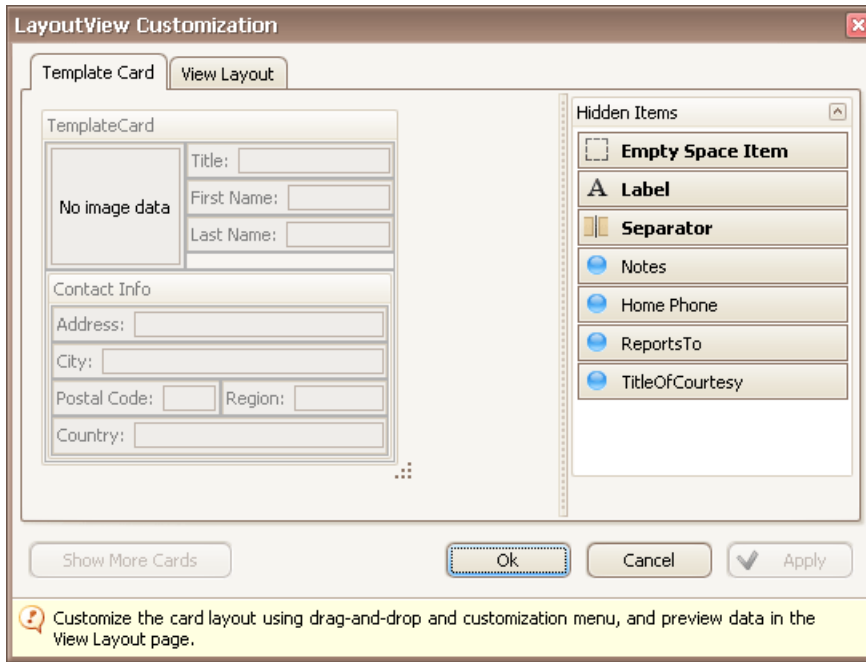 LayoutView Customization
Template Card
View Layout
TemplateCard
No image data
Title:
First Name:
Last Name:
Contact Info
Address:
City:
Postal Code:
Region:
Country:
Hidden Items
Empty Space Item
A Label
Separator
Notes
Home Phone
ReportsTo
TitleOfCourtesy
Show More Cards
Ok
Cancel
Apply
Customize the card layout using drag-and-drop and customization menu, and preview data in the
View Layout page.